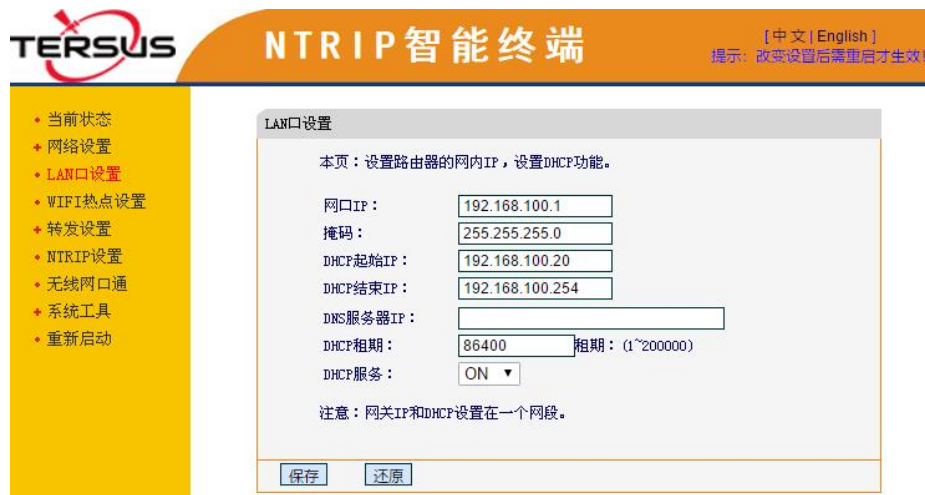 TERSUS
NTRIP智能终端
[中文|English]
提示：改变设置后需重启才生效!
当前状态
网络设置
LAN口设置
WIFI热点设置
转发设置
NTRIP设置
无线网口通
系统工具
重新启动
LAN口设置
本页：设置路由器的网内IP，设置DHCP功能。
网口IP： 192.168.100.1
掩码： 255.255.255.0
DHCP起始IP： 192.168.100.20
DHCP结束IP： 192.168.100.254
DNS服务器IP：
DHCP租期： 86400 租期：(1~200000)
DHCP服务： ON
注意：网关IP和DHCP设置在一个网段。
保存 还原